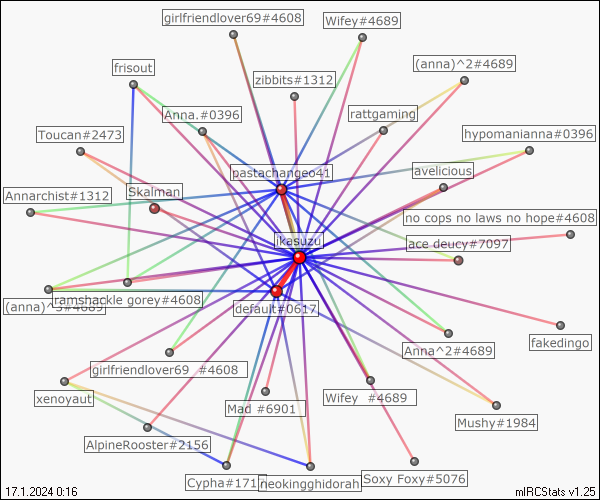 girlfriendlover69#4608
Wifey#4689
frisout
(anna)^2#4689
zibbits#1312
Anna.#0396
rattgaming
Toucan#2473
hypomanianna#0396
pastachangeo41
avelicious
Annarchist#1312
Skalman
no cops no laws no hope#4608
jkasuzu
ace deucy#7097
(anna)^3#4689
ramshackle gorey#4608
default#0617
Anna^2#4689
fakedingo
girlfriendlover69 #4608
xenoyaut
Mad #6901
Wifey #4689
Mushy#1984
AlpineRooster#2156
Cypha#171
neokingghidorah
Soxy Foxy#5076
17.1.2024 0:16
mIRCStats v1.25